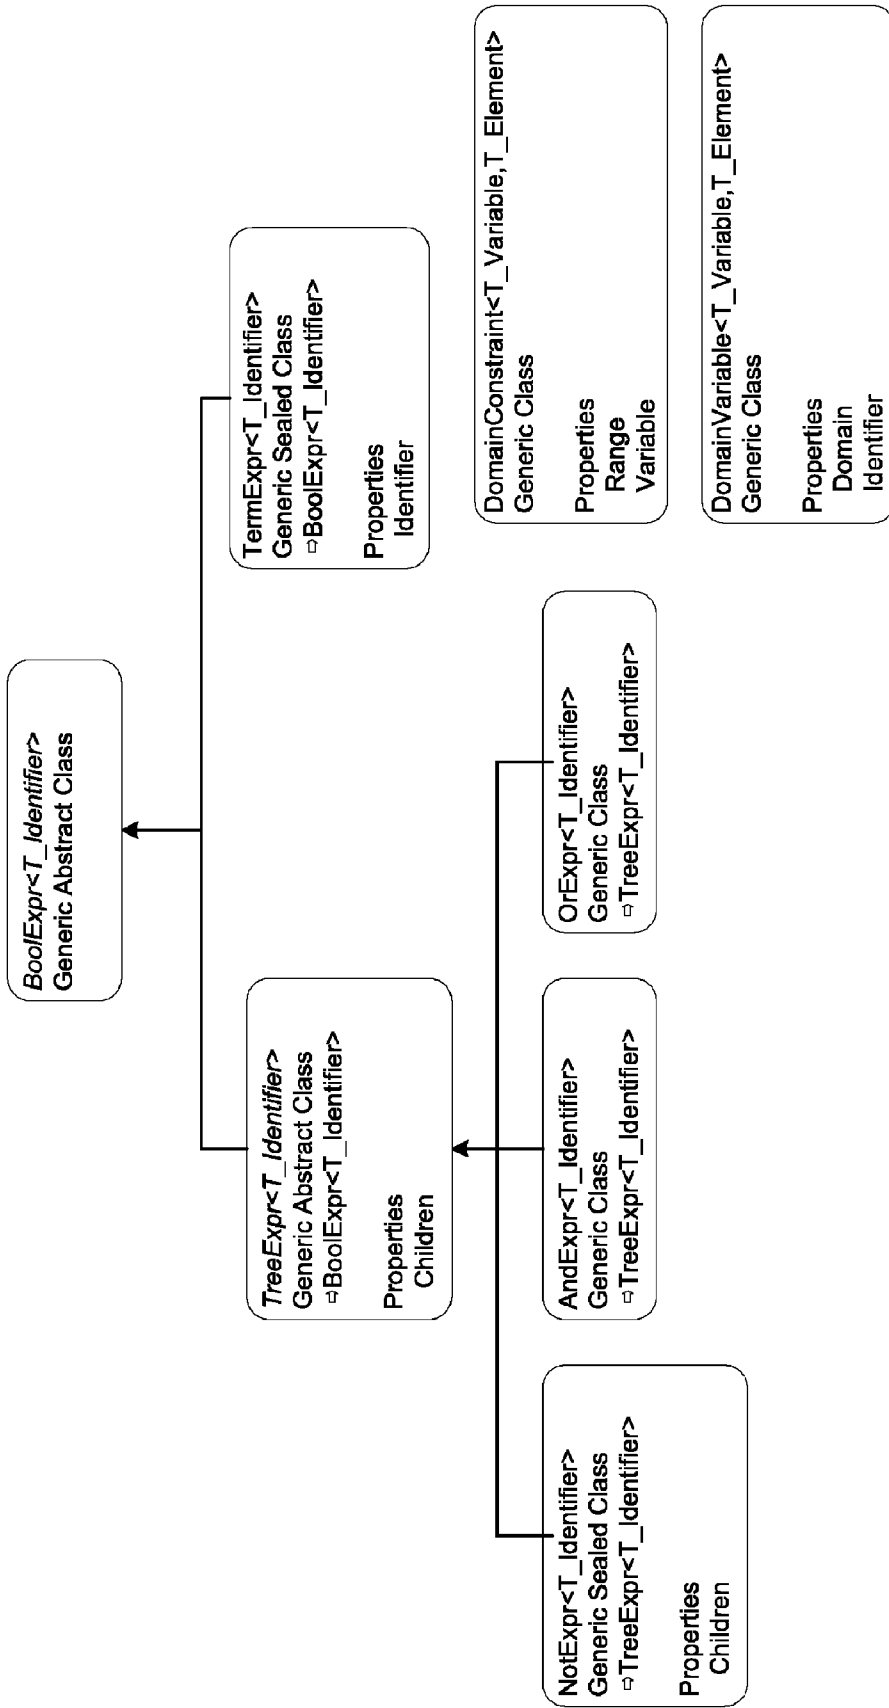 BoolExpr<T_Identifier>
Generic Abstract Class
TreeExpr<T_Identifier>
Generic Abstract Class
⇨BoolExpr<T_Identifier>
Properties
Children
TermExpr<T_Identifier>
Generic Sealed Class
⇨BoolExpr<T_Identifier>
Properties
Identifier
NotExpr<T_Identifier>
Generic Sealed Class
⇨TreeExpr<T_Identifier>
Properties
Children
AndExpr<T_Identifier>
Generic Class
⇨TreeExpr<T_Identifier>
OrExpr<T_Identifier>
Generic Class
⇨TreeExpr<T_Identifier>
DomainConstraint<T_Variable,T_Element>
Generic Class
Properties
Range
Variable
DomainVariable<T_Variable,T_Element>
Generic Class
Properties
Domain
Identifier